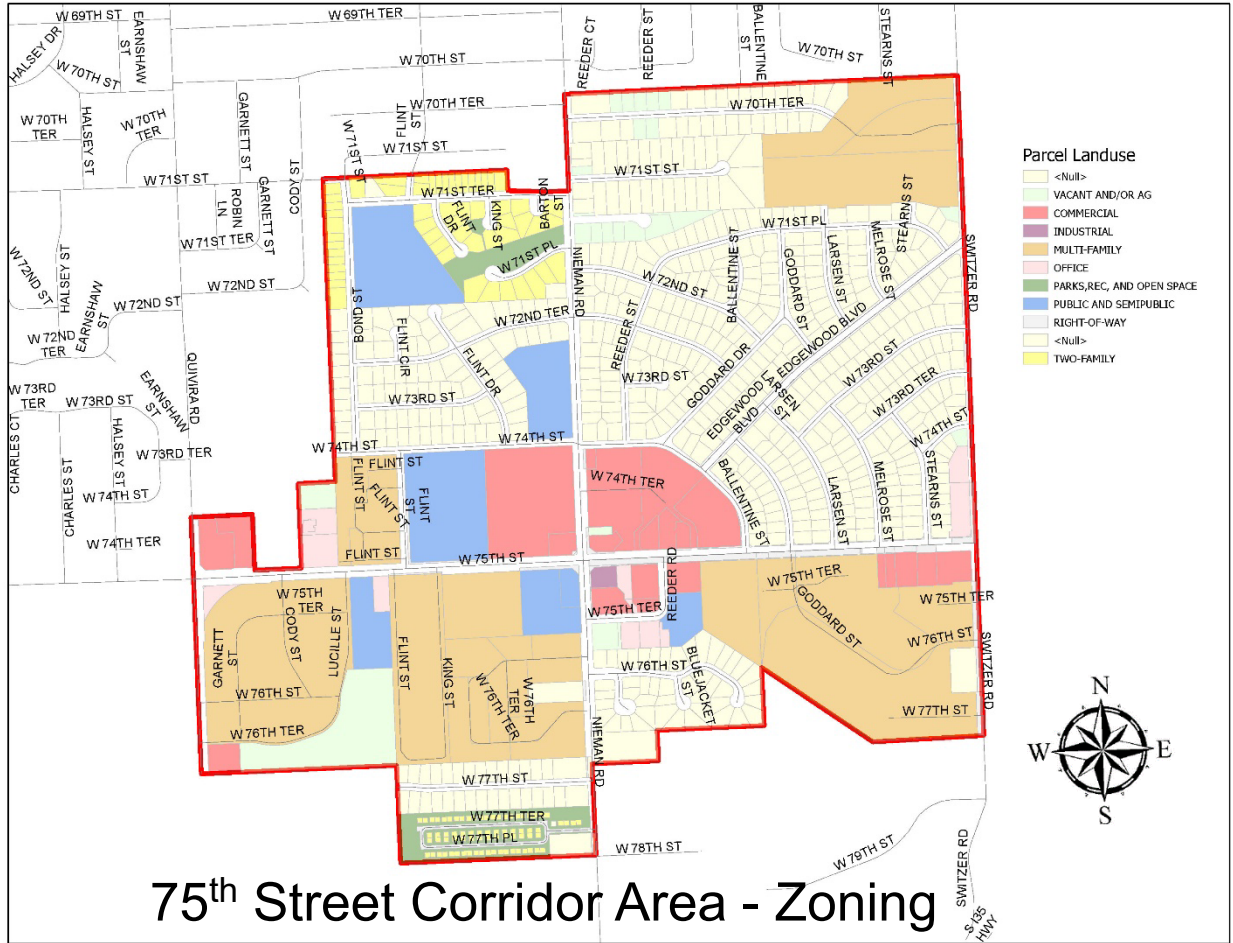 W 69TH ST
EARNSHAW ST
W 69TH TER
REEDER CT
REEDER ST
BALLENTINE ST
W 70TH ST
STEARNS ST
HALSEY DR
W 70TH ST
W 70TH ST
HALSEY ST
W 70TH TER
W 70TH TER
GARNETT ST
FLINT ST
W 70TH TER
W 70TH TER
CODY ST
W 71ST ST
W 71ST ST
W 71ST ST
W 71ST ST
ROBIN LN
GARNETT ST
W 71ST TER
W 71ST TER
FLINT DR
KING ST
BARTON ST
W 71ST PL
W 71ST PL
STEARNS ST
MELROSE ST
LARSEN ST
GODDARD ST
BALLENTINE ST
SWITZER RD
NIEMAN RD
W 72ND ST
HALSEY ST
EARNSHAW ST
W 72ND ST
W 72ND ST
W 72ND ST
W 72ND TER
W 72ND TER
BOND ST
FLINT CIR
FLINT DR
REEDER ST
GODDARD DR
EDGEWOOD BLVD
EDGEWOOD BLVD
LARSEN ST
QUIVIRA RD
EARNSHAW ST
W 73RD TER
W 73RD ST
W 73RD ST
W 73RD ST
W 73RD ST
W 73RD TER
W 73RD TER
CHARLES CT
CHARLES ST
HALSEY ST
W 74TH ST
W 74TH ST
W 74TH ST
W 74TH ST
W 74TH TER
W 74TH TER
FLINT ST
FLINT ST
FLINT ST
FLINT ST
FLINT ST
BALLENTINE ST
LARSEN ST
MELROSE ST
STEARNS ST
W 75TH ST
W 75TH TER
W 75TH TER
W 75TH TER
W 75TH TER
REEDER RD
GODDARD ST
GARNETT ST
CODY ST
LUCILLE ST
FLINT ST
KING ST
W 76TH ST
W 76TH TER
W 76TH TER
W 76TH TER
W 76TH ST
BLUEJACKET ST
W 76TH ST
SWITZER RD
NIEMAN RD
W 77TH ST
W 77TH ST
W 77TH TER
W 77TH PL
W 78TH ST
W 79TH ST
SWITZER RD
S I35 HWY
Parcel Landuse
<Null>
VACANT AND/OR AG
COMMERCIAL
INDUSTRIAL
MULTI-FAMILY
OFFICE
PARKS,REC, AND OPEN SPACE
PUBLIC AND SEMIPUBLIC
RIGHT-OF-WAY
<Null>
TWO-FAMILY
N
W
E
S
75th Street Corridor Area - Zoning